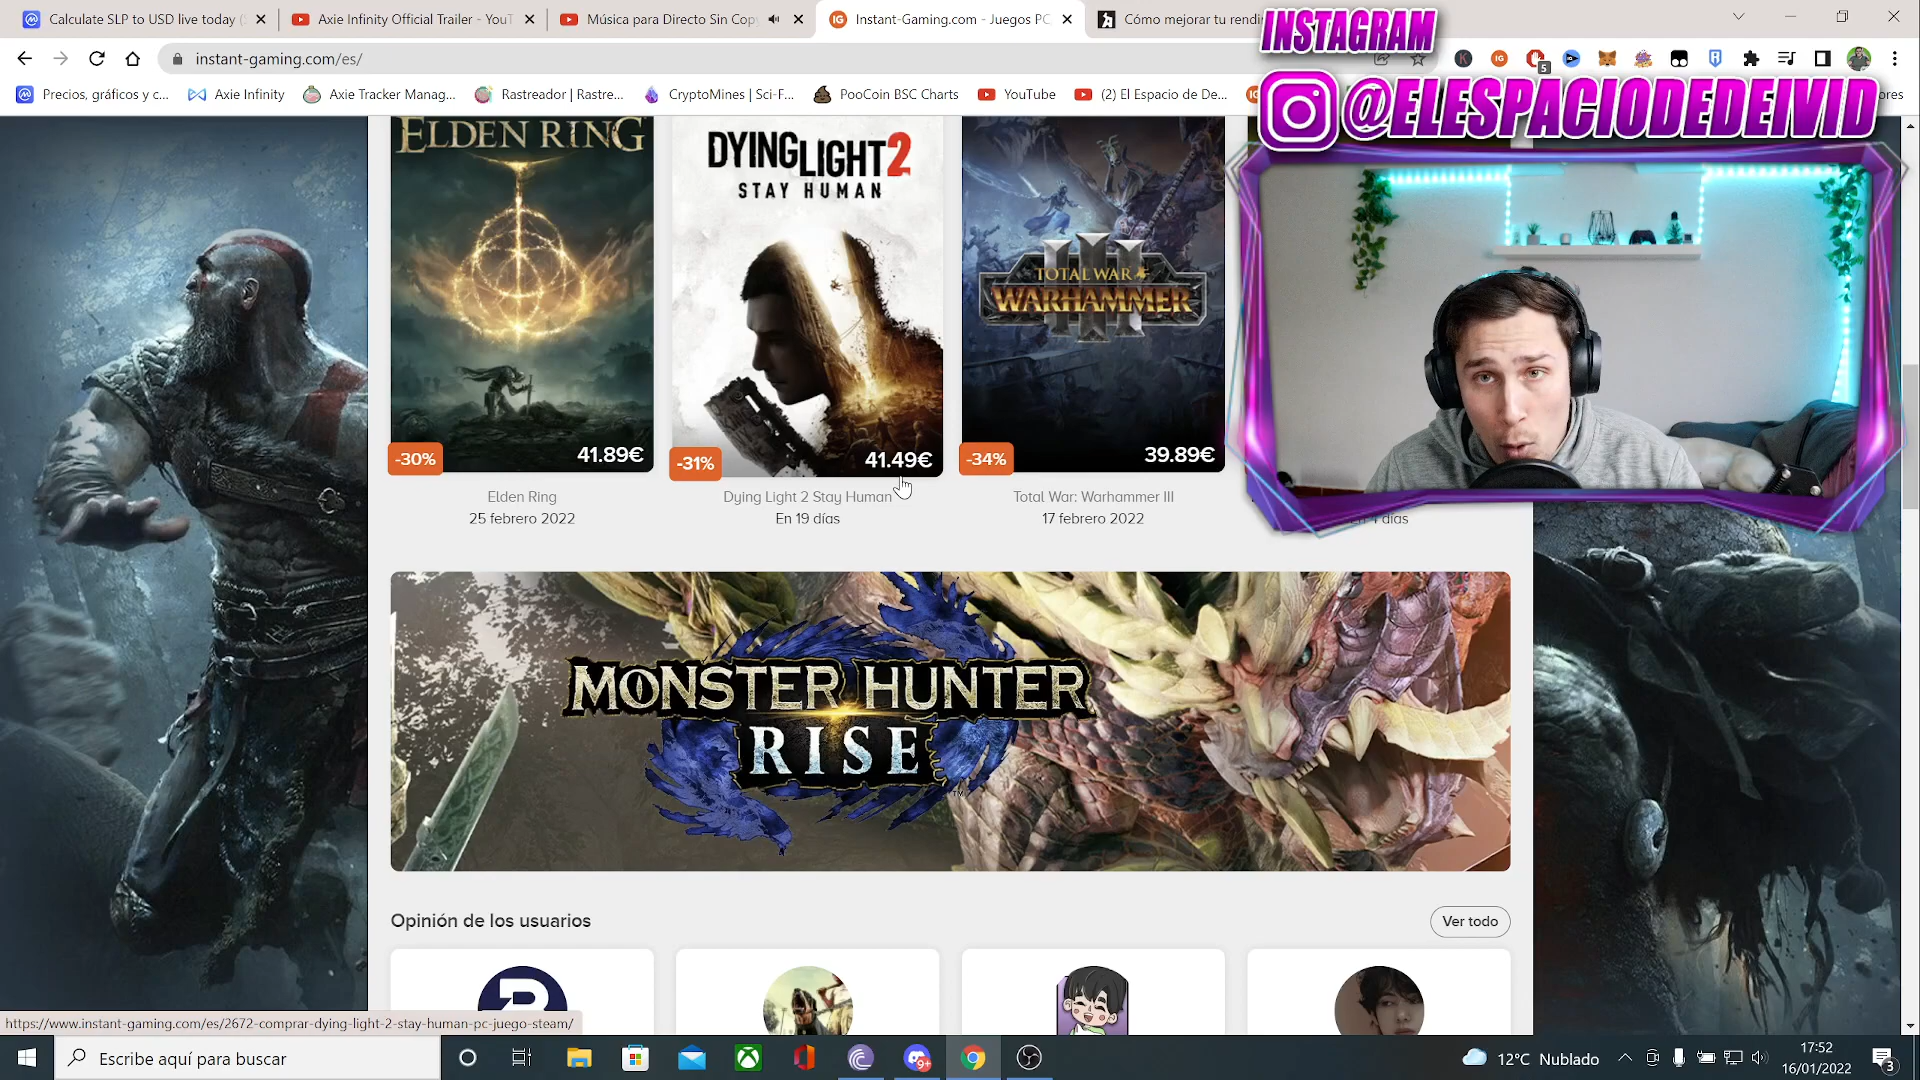 Calculate SLP to USD live today (
Axie Infinity Official Trailer - YouT
Música para Directo Sin Cop
Instant-Gaming.com - Juegos PC
Cómo mejorar tu rendi
INSTAGRAM
instant-gaming.com/es/
5
Precios, gráficos y c...
Axie Infinity
Axie Tracker Manag...
Rastreador | Rastre...
CryptoMines | Sci-F...
PooCoin BSC Charts
YouTube
(2) El Espacio de De...
@ELESPACIODEDEIVID
ELDEN RING
DYING LIGHT 2
STAY HUMAN
III
TOTAL WAR
WARHAMMER
-30%
41.89€
-31%
41.49€
-34%
39.89€
Elden Ring
25 febrero 2022
Dying Light 2 Stay Human
En 19 días
Total War: Warhammer III
17 febrero 2022
días
MONSTER HUNTER
RISE
TM
Opinión de los usuarios
Ver todo
https://www.instant-gaming.com/es/2672-comprar-dying-light-2-stay-human-pc-juego-steam/
Escribe aquí para buscar
9+
12°C Nublado
17:52
16/01/2022
3